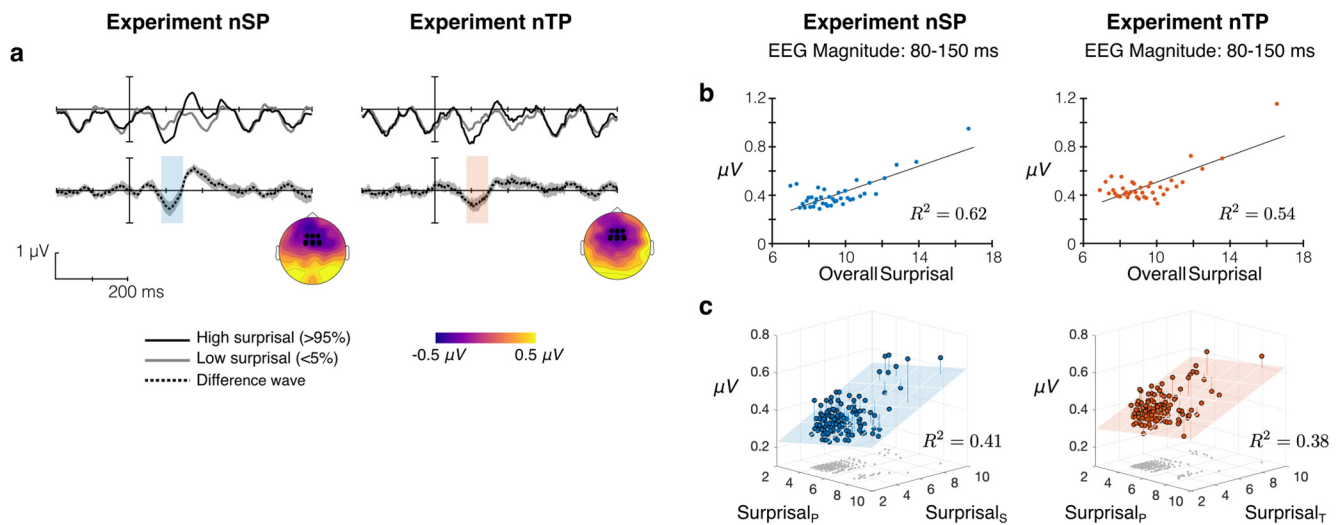 Experiment nSP
Experiment nTP
a
1 μV
200 ms
High surprisal (>95%)
Low surprisal (<5%)
Difference wave
-0.5 μV
0.5 μV
Experiment nSP
EEG Magnitude: 80-150 ms
Experiment nTP
EEG Magnitude: 80-150 ms
b
1.2
0.8
μV
0.4
0
R² = 0.62
6 8 10 12 14 16 18
Overall Surprisal
1.2
0.8
μV
0.4
0
R² = 0.54
6 8 10 12 14 16 18
Overall Surprisal
c
0.8
μV
0.6
0.4
0.2
R² = 0.41
2 4 6 8 10
2 4 6 8 10
Surprisal_P
Surprisal_S
0.8
μV
0.6
0.4
0.2
R² = 0.38
2 4 6 8 10
2 4 6 8 10
Surprisal_P
Surprisal_T